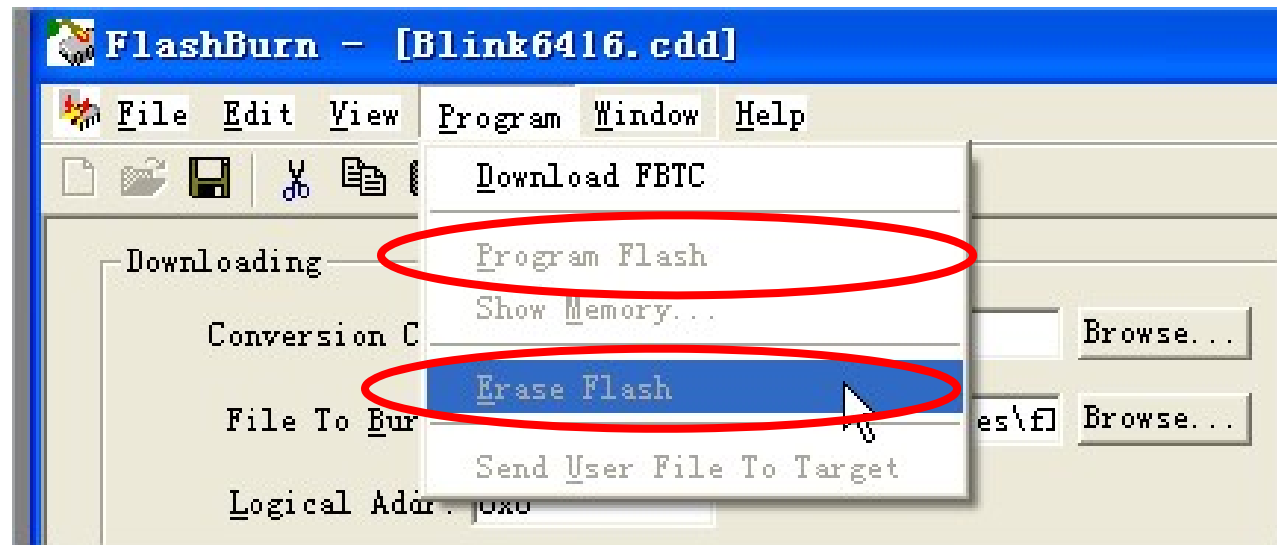 FlashBurn - [Blink6416.cdd]
File Edit View Program Window Help
Download FBTC
Downloading
Program Flash
Show Memory...
Conversion C
Browse...
Erase Flash
File To Bur
es\fl
Browse...
Send User File To Target
Logical Addr. 0x0